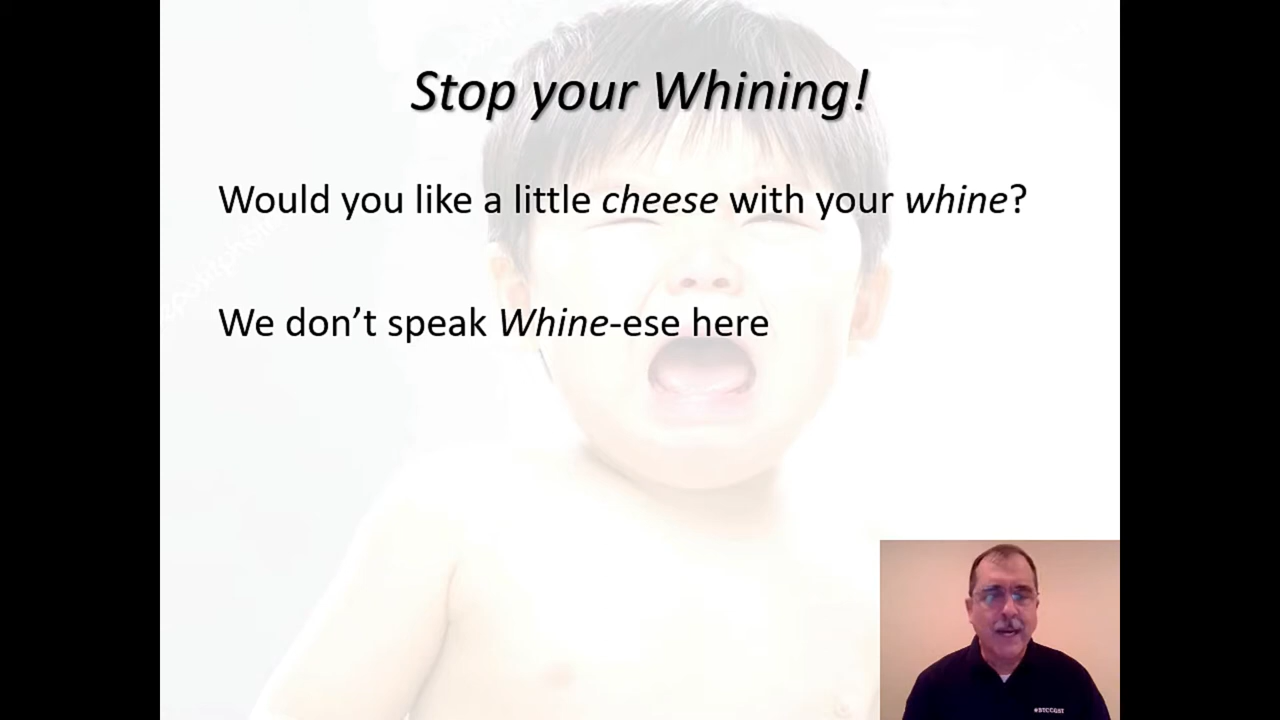 Stop your Whining!
Would you like a little cheese with your whine?
We don’t speak Whine-ese here